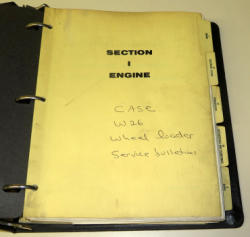 SECTION
I
ENGINE
CASE
W26
Wheel loader
Service bulletins